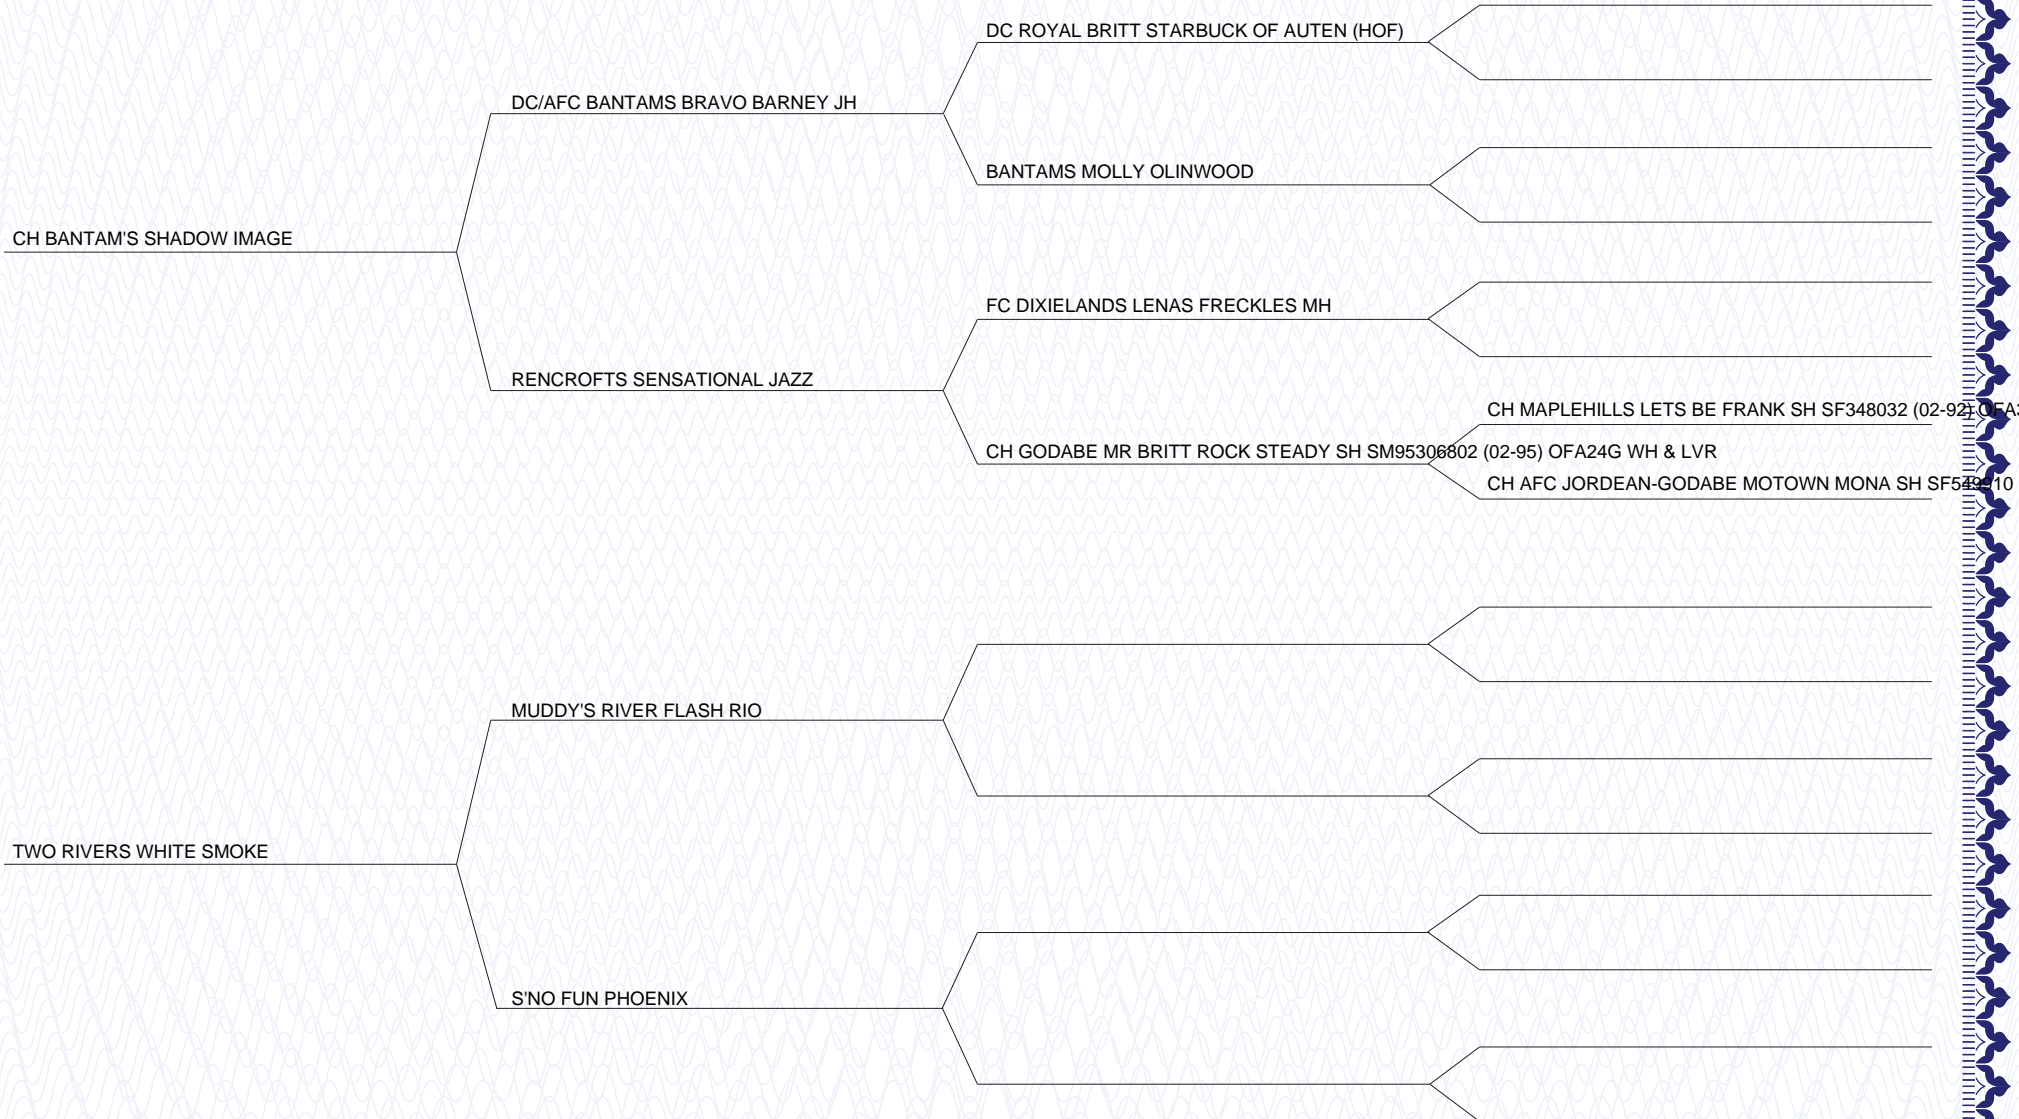 DC ROYAL BRITT STARBUCK OF AUTEN (HOF)
DC/AFC BANTAMS BRAVO BARNEY JH
BANTAMS MOLLY OLINWOOD
CH BANTAM'S SHADOW IMAGE
FC DIXIELANDS LENAS FRECKLES MH
RENCROFTS SENSATIONAL JAZZ
CH MAPLEHILLS LETS BE FRANK SH SF348032 (02-92) OFA3
CH GODABE MR BRITT ROCK STEADY SH SM95306802 (02-95) OFA24G WH & LVR
CH AFC JORDEAN-GODABE MOTOWN MONA SH SF549910
MUDDY'S RIVER FLASH RIO
TWO RIVERS WHITE SMOKE
S'NO FUN PHOENIX